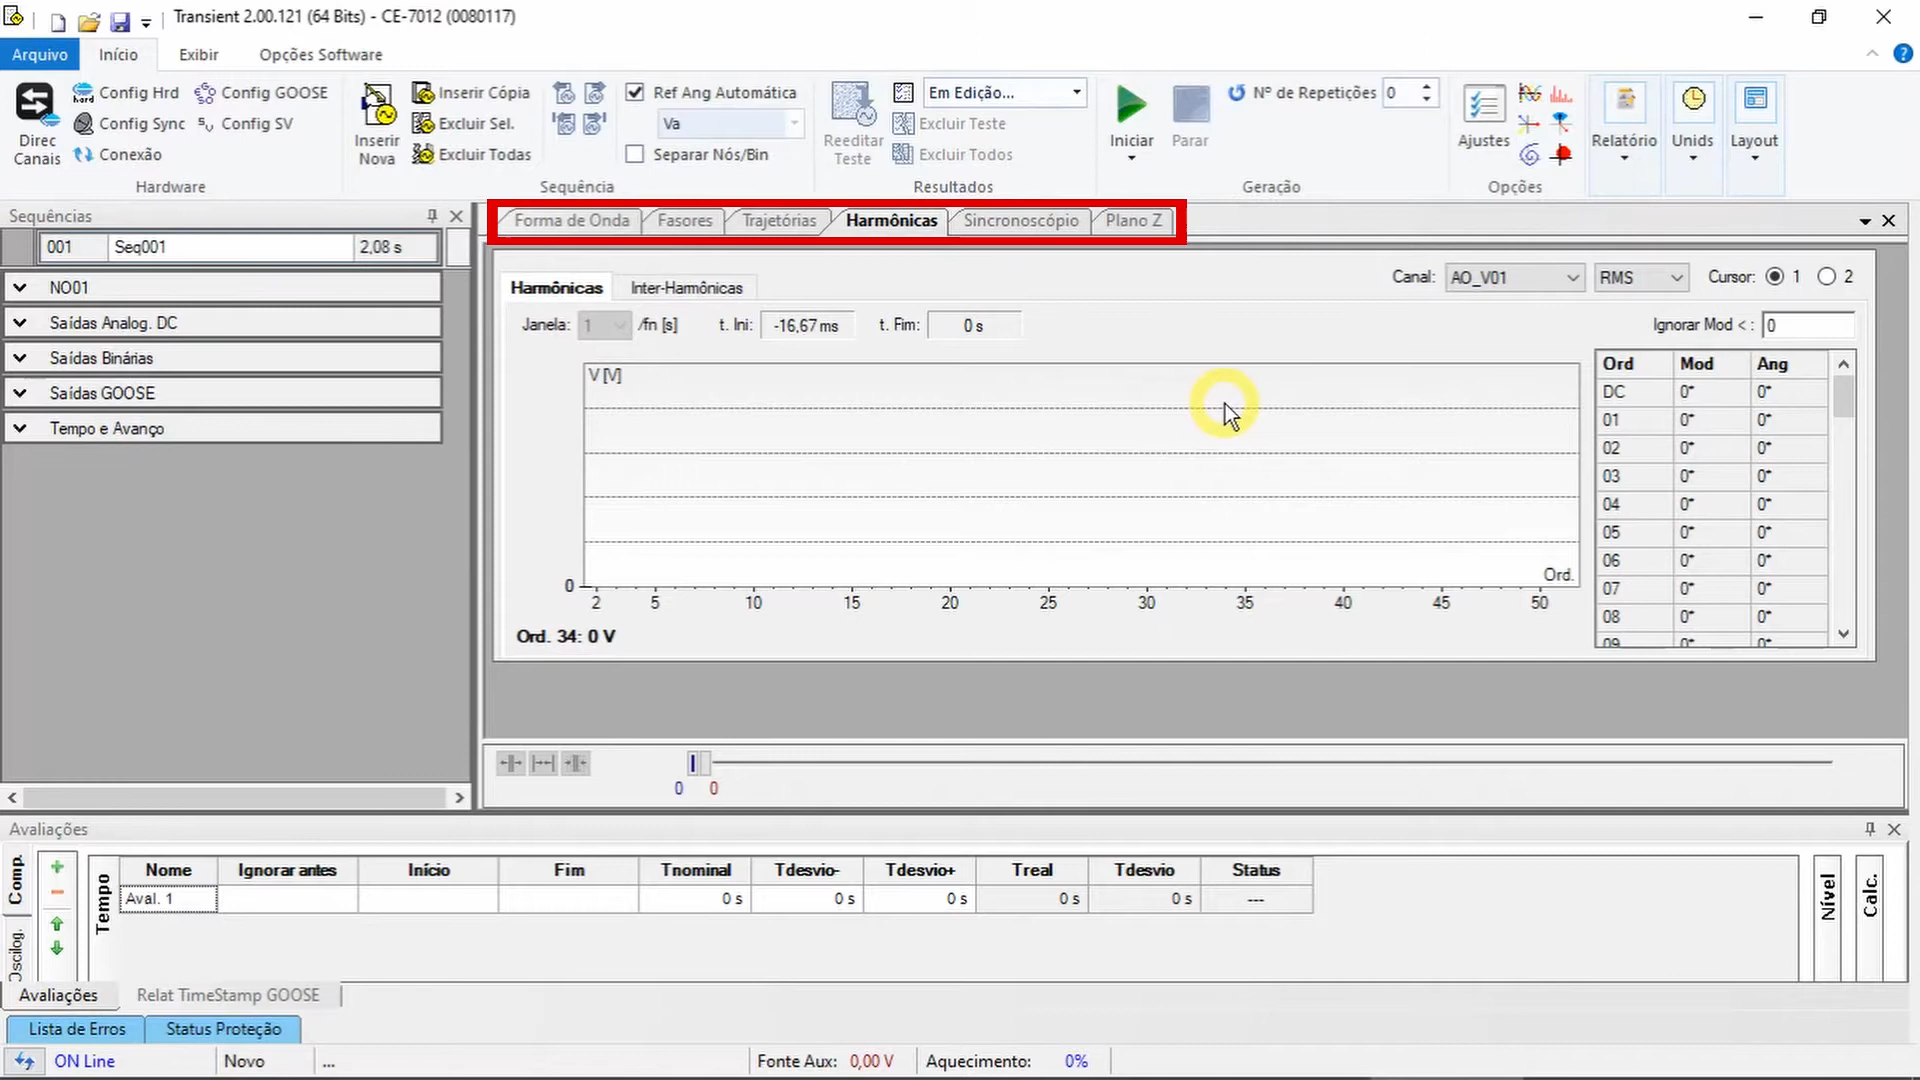 Transient 2.00.121 (64 Bits) - CE-7012 (0080117)
Arquivo Início Exibir Opções Software
Direc Canais
Config Hrd
Config GOOSE
Config Sync
Config SV
Conexão
Hardware
Inserir Nova
Inserir Cópia
Excluir Sel.
Excluir Todas
Ref Ang Automática
Va
Separar Nós/Bin
Sequência
Reeditar Teste
Em Edição...
Excluir Teste
Excluir Todos
Resultados
Iniciar
Parar
Nº de Repetições 0
Geração
Ajustes
Opções
Relatório
Unids
Layout
Sequências
001 Seq001 2,08 s
NO01
Saídas Analog. DC
Saídas Binárias
Saídas GOOSE
Tempo e Avanço
Forma de Onda Fasores Trajetórias Harmônicas Sincronoscópio Plano Z
Harmônicas Inter-Harmônicas
Canal: AO_V01 RMS Cursor: 1 2
Janela: 1 /fn [s] t. Ini: -16,67 ms t. Fim: 0 s
Ignorar Mod < : 0
V [V]
0
Ord.
2 5 10 15 20 25 30 35 40 45 50
Ord. 34: 0 V
Ord Mod Ang
DC 0* 0*
01 0* 0*
02 0* 0*
03 0* 0*
04 0* 0*
05 0* 0*
06 0* 0*
07 0* 0*
08 0* 0*
09 0* 0*
0 0
Avaliações
Comp.
Oscilog.
Tempo
Nome Ignorar antes Início Fim Tnominal Tdesvio- Tdesvio+ Treal Tdesvio Status
Aval. 1 0 s 0 s 0 s 0 s 0 s ---
Nível
Calc.
Avaliações Relat TimeStamp GOOSE
Lista de Erros Status Proteção
ON Line Novo ... Fonte Aux: 0,00 V Aquecimento: 0%